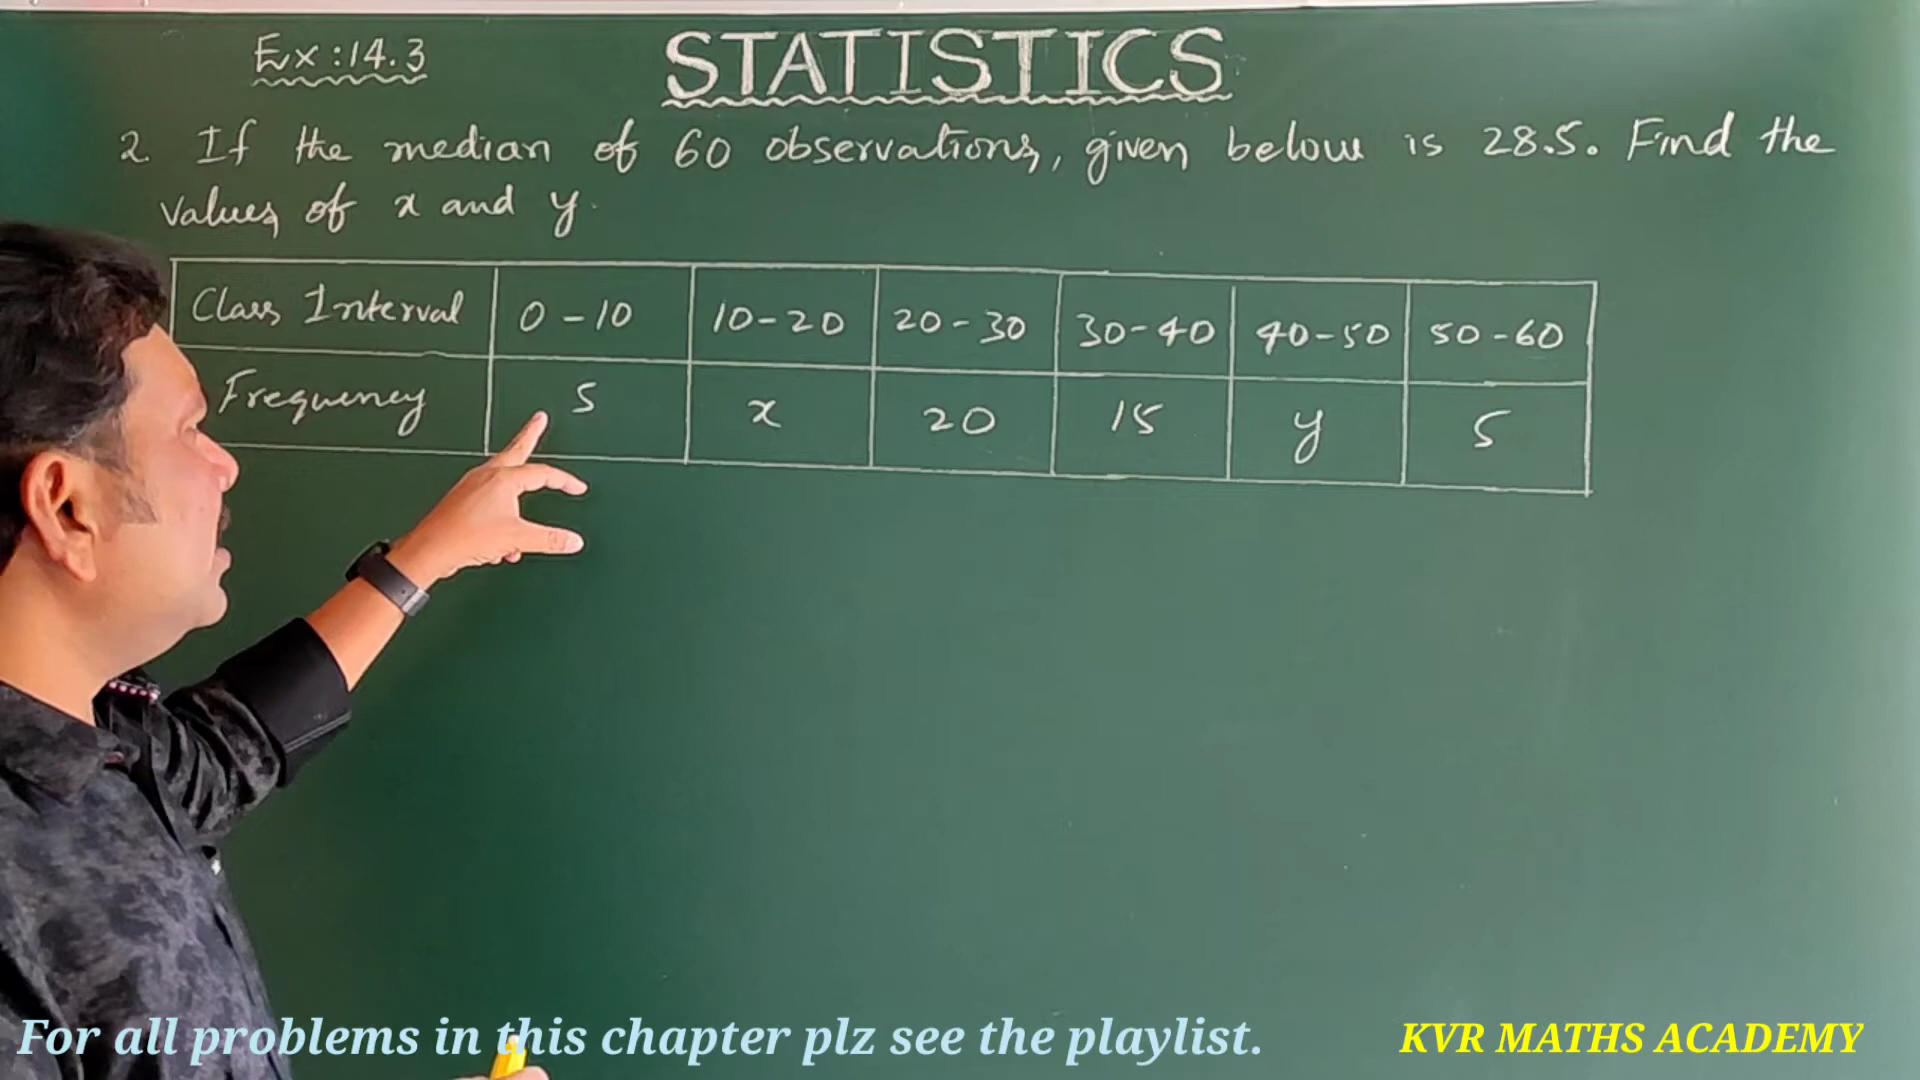 Ex : 14.3
STATISTICS
2. If the median of 60 observations, given below is 28.5. Find the
values of x and y.
Class Interval 0 - 10 10 - 20 20 - 30 30 - 40 40 - 50 50 - 60
Frequency 5 x 20 15 y 5
For all problems in this chapter plz see the playlist.
KVR MATHS ACADEMY